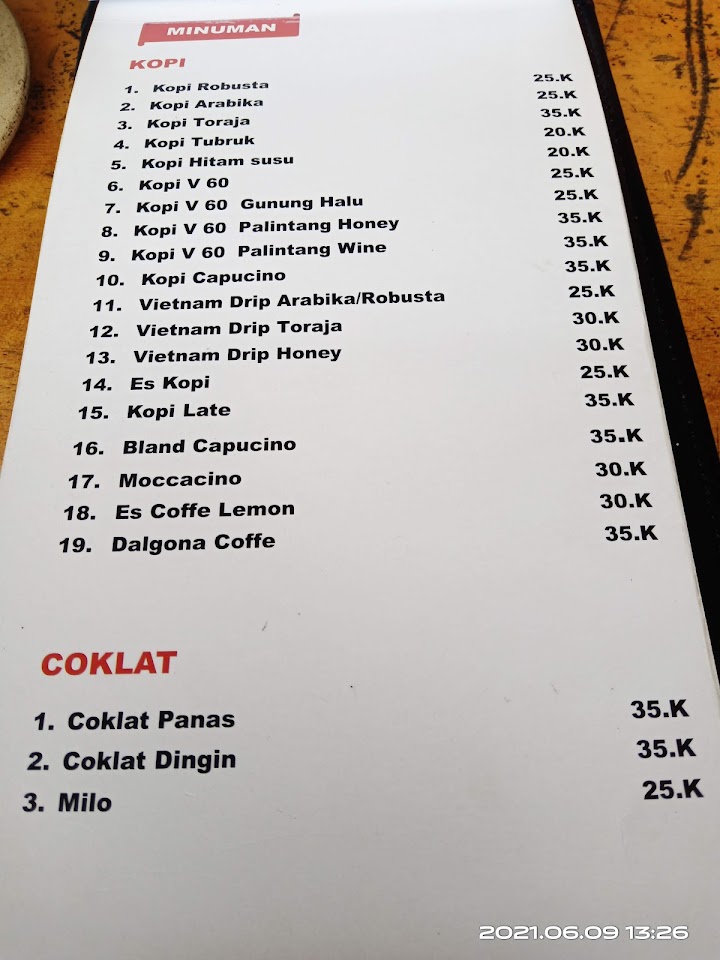 MINUMAN
KOPI
1. Kopi Robusta 25.K
2. Kopi Arabika 25.K
3. Kopi Toraja 35.K
4. Kopi Tubruk 20.K
5. Kopi Hitam susu 20.K
6. Kopi V 60 25.K
7. Kopi V 60 Gunung Halu 25.K
8. Kopi V 60 Palintang Honey 35.K
9. Kopi V 60 Palintang Wine 35.K
10. Kopi Capucino 35.K
11. Vietnam Drip Arabika/Robusta 25.K
12. Vietnam Drip Toraja 30.K
13. Vietnam Drip Honey 30.K
14. Es Kopi 25.K
15. Kopi Late 35.K
16. Bland Capucino 35.K
17. Moccacino 30.K
18. Es Coffe Lemon 30.K
19. Dalgona Coffe 35.K
COKLAT
1. Coklat Panas 35.K
2. Coklat Dingin 35.K
3. Milo 25.K
2021.06.09 13:26